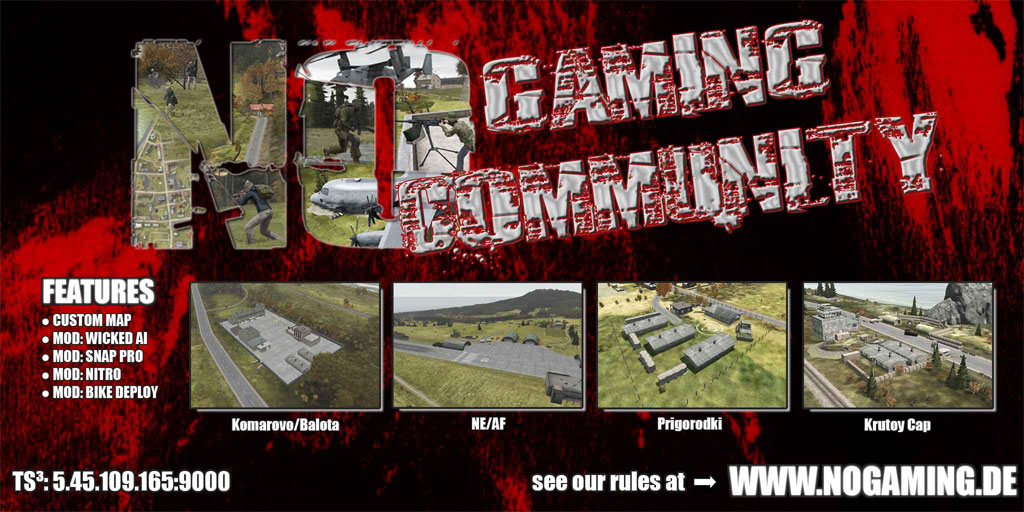 NO GAMING
COMMUNITY
FEATURES
• CUSTOM MAP
• MOD: WICKED AI
• MOD: SNAP PRO
• MOD: NITRO
• MOD: BIKE DEPLOY
Komarovo/Balota
NE/AF
Prigorodki
Krutoy Cap
TS³: 5.45.109.165:9000
see our rules at ➞ WWW.NOGAMING.DE